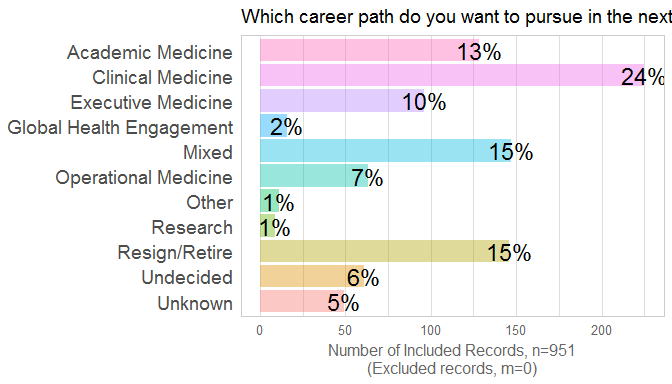 Which career path do you want to pursue in the next
Academic Medicine 13%
Clinical Medicine 24%
Executive Medicine 10%
Global Health Engagement 2%
Mixed 15%
Operational Medicine 7%
Other 1%
Research 1%
Resign/Retire 15%
Undecided 6%
Unknown 5%
0 50 100 150 200
Number of Included Records, n=951
(Excluded records, m=0)